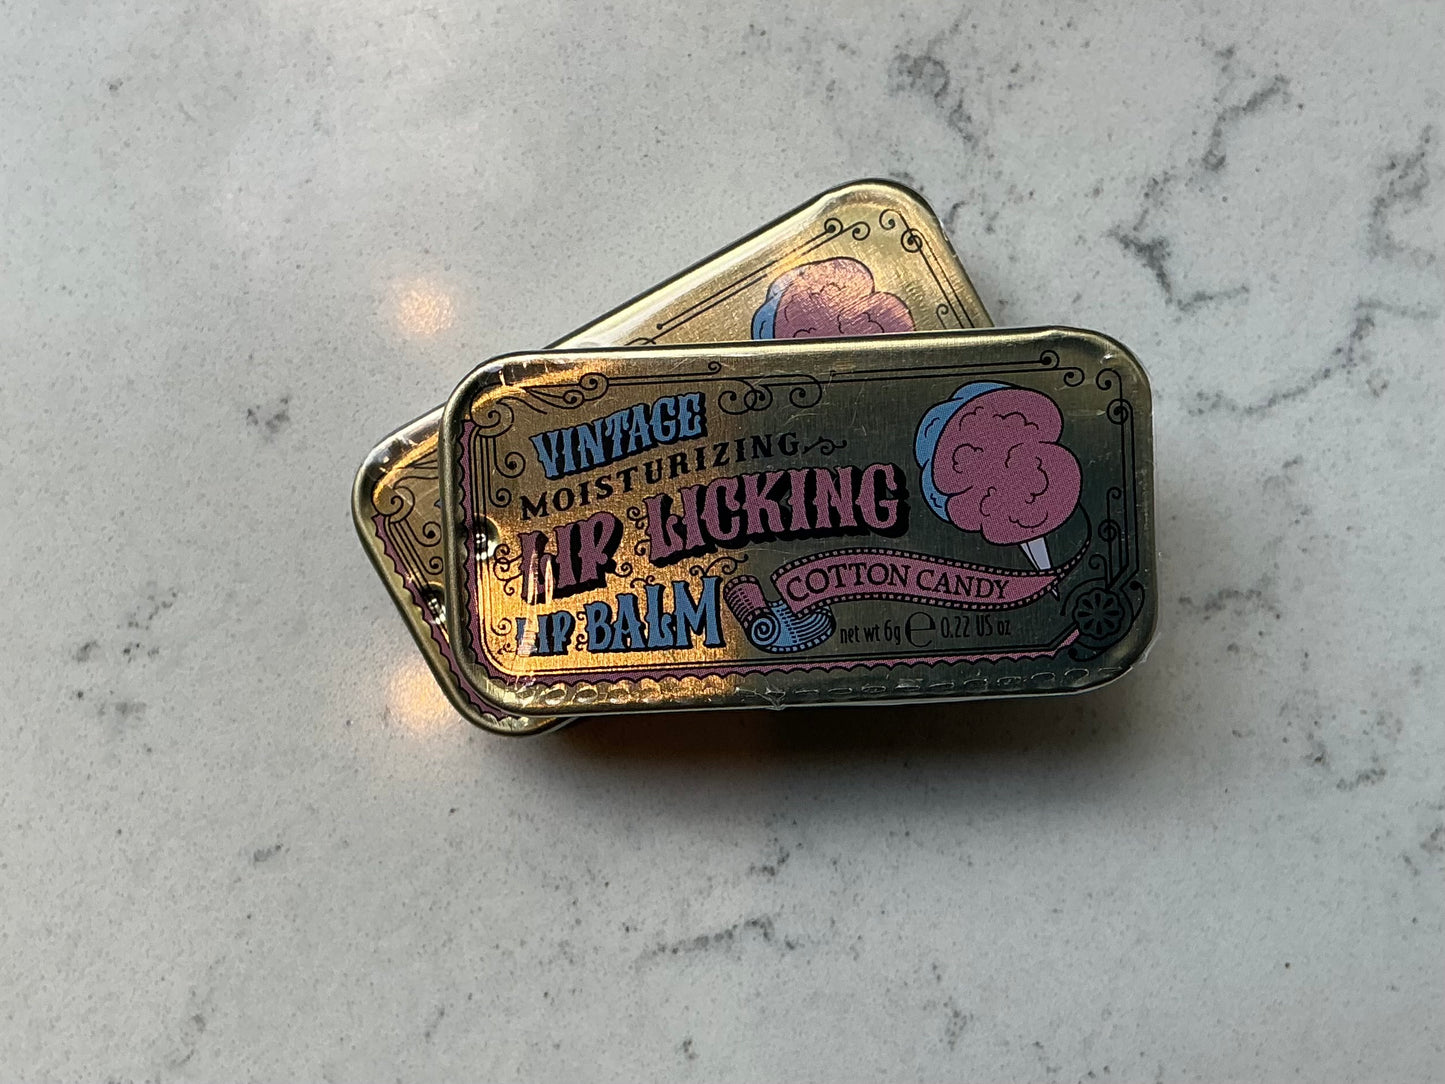 VINTAGE
MOISTURIZING
LIP LICKING
LIP BALM
COTTON CANDY
net wt 6g ℮ 0.22 US oz